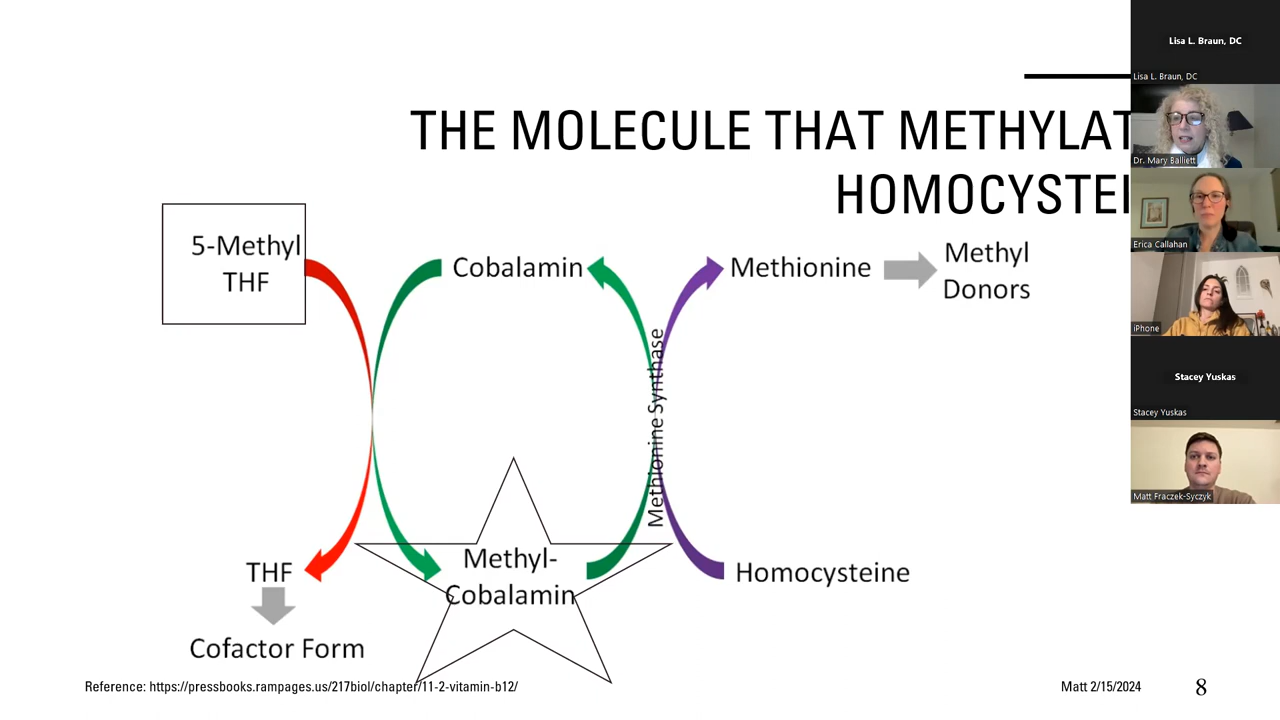 THE MOLECULE THAT METHYLAT
HOMOCYSTEI
5-Methyl
THF
Cobalamin
Methionine
Methyl
Donors
Methionine Synthase
THF
Methyl-
Cobalamin
Homocysteine
Cofactor Form
Reference: https://pressbooks.rampages.us/217biol/chapter/11-2-vitamin-b12/
Matt 2/15/2024
8
Lisa L. Braun, DC
Lisa L. Braun, DC
Dr. Mary Balliett
Erica Callahan
iPhone
Stacey Yuskas
Stacey Yuskas
Matt Fraczek-Syczyk